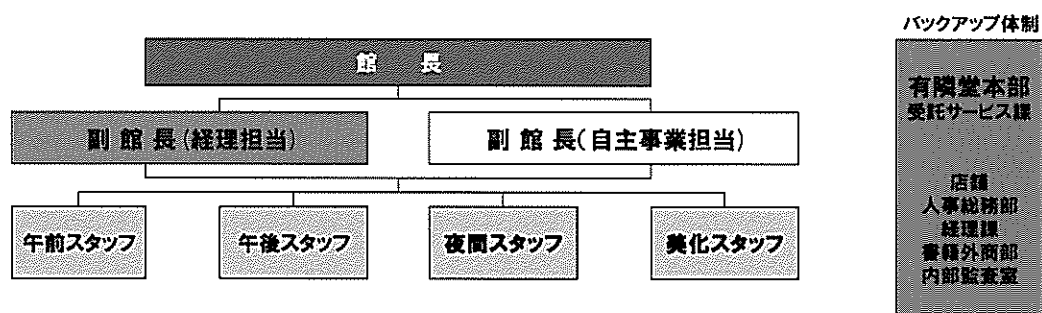 バックアップ体制
館 長
副 館 長(経理担当)
副 館 長(自主事業担当)
午前スタッフ
午後スタッフ
夜間スタッフ
美化スタッフ
有隣堂本部
受託サービス課
店舗
人事総務部
経理課
書籍外商部
内部監査室